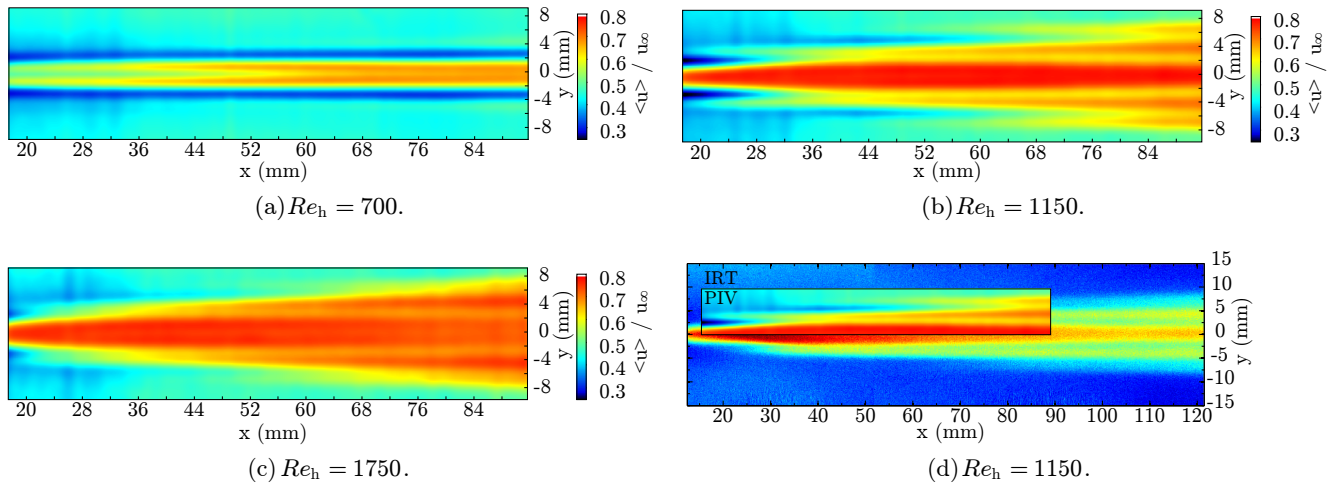 8
4
0
-4
-8
y (mm)
0.8
0.7
0.6
0.5
0.4
0.3
<u> / u∞
20 28 36 44 52 60 68 76 84
x (mm)
(a) Reh = 700.
8
4
0
-4
-8
y (mm)
0.8
0.7
0.6
0.5
0.4
0.3
<u> / u∞
20 28 36 44 52 60 68 76 84
x (mm)
(b) Reh = 1150.
8
4
0
-4
-8
y (mm)
0.8
0.7
0.6
0.5
0.4
0.3
<u> / u∞
20 28 36 44 52 60 68 76 84
x (mm)
(c) Reh = 1750.
IRT
PIV
15
10
5
0
-5
-10
-15
y (mm)
20 30 40 50 60 70 80 90 100 110 120
x (mm)
(d) Reh = 1150.